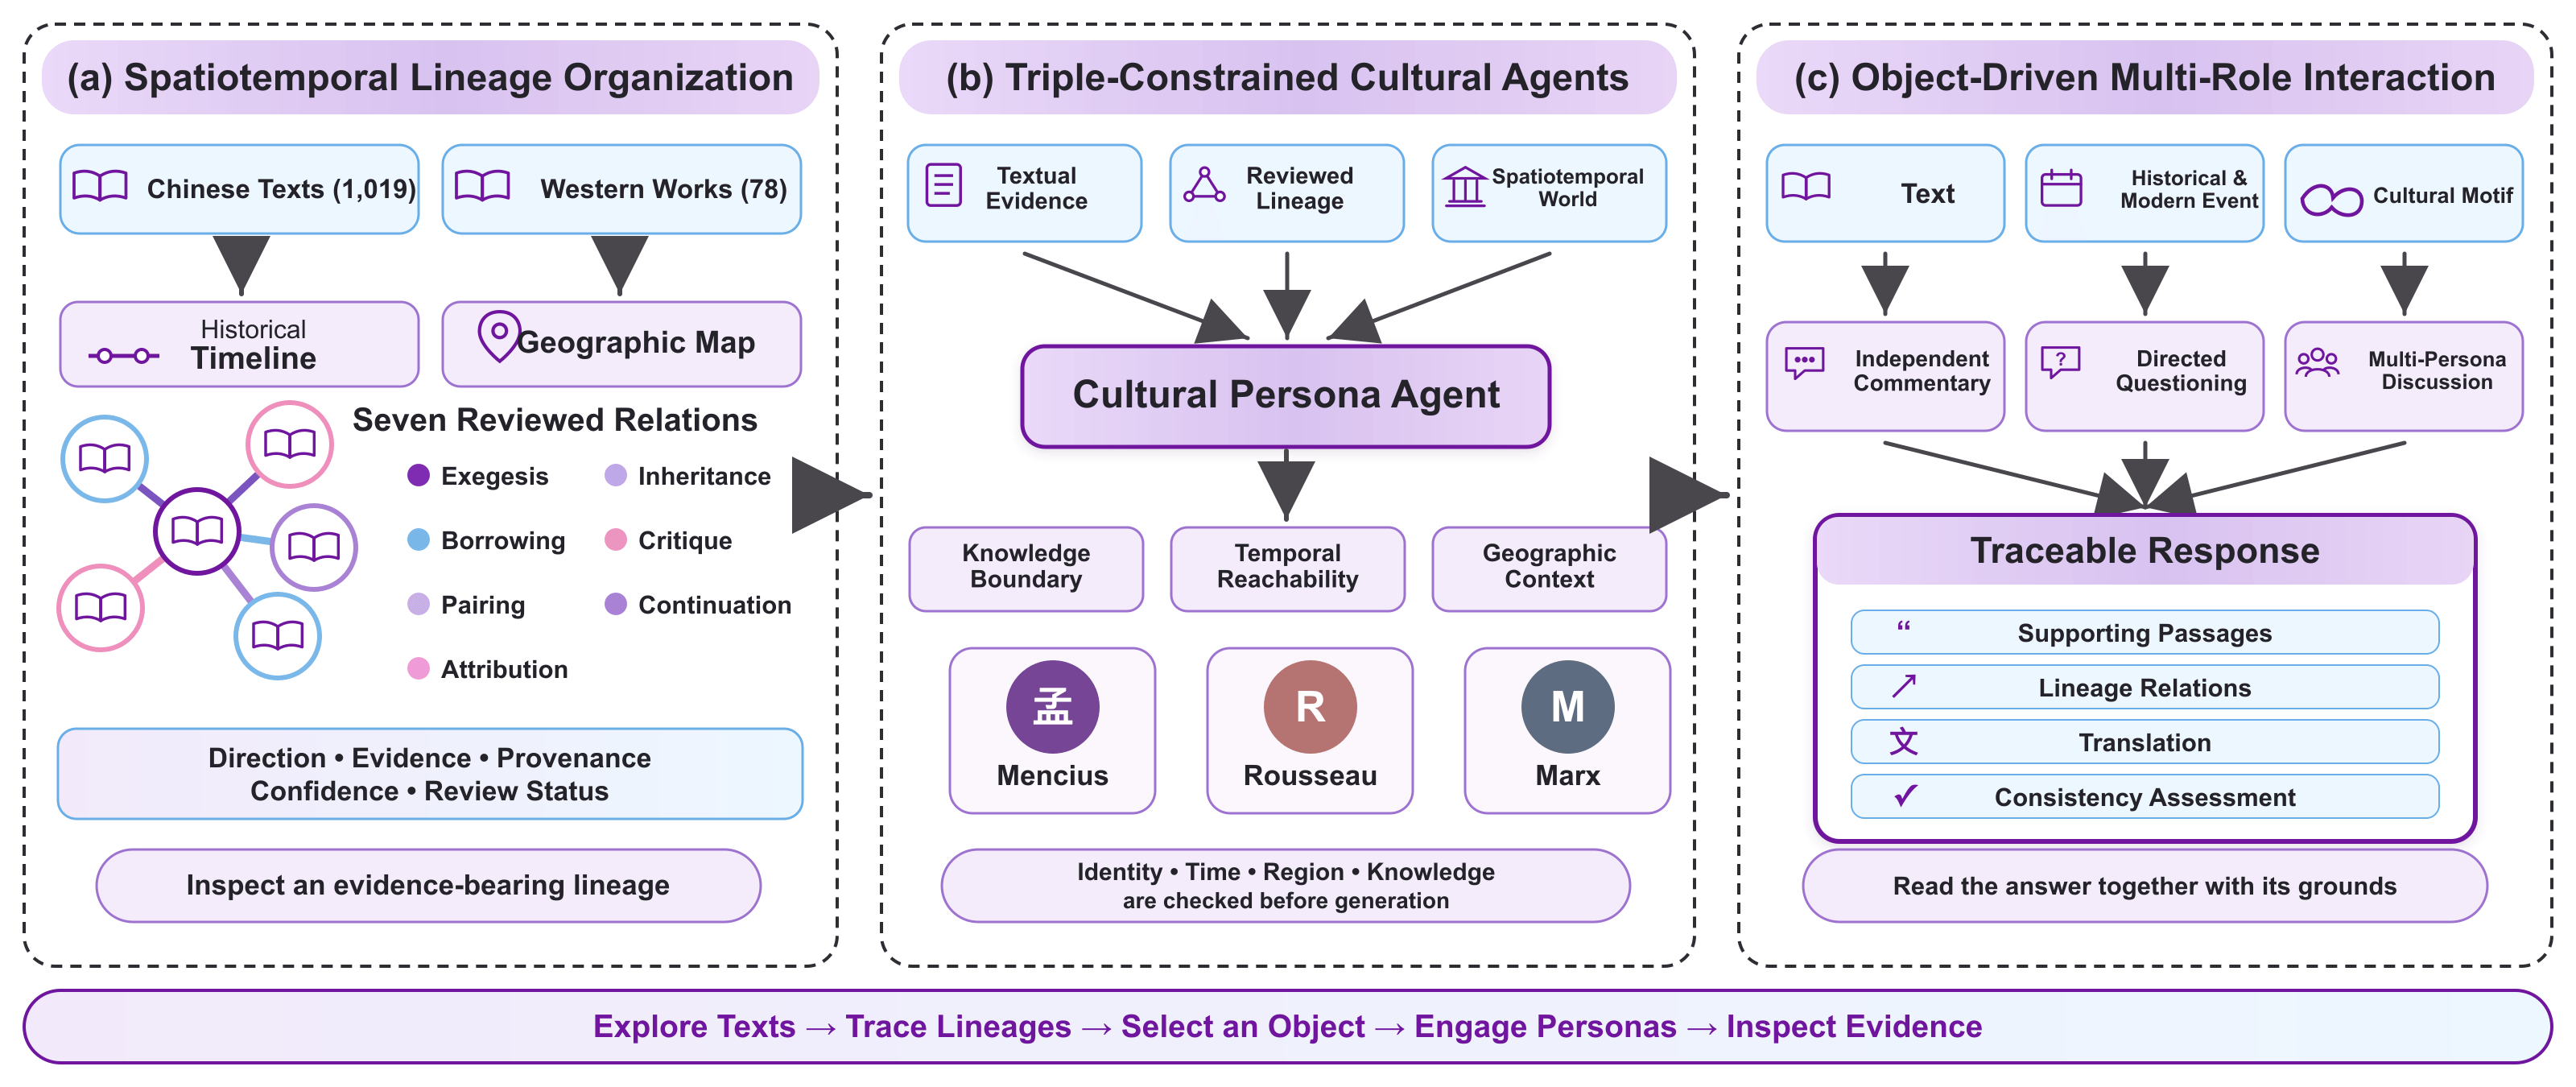 (a) Spatiotemporal Lineage Organization
Chinese Texts (1,019)
Western Works (78)
Historical
Timeline
Geographic Map
Seven Reviewed Relations
Exegesis
Inheritance
Borrowing
Critique
Pairing
Continuation
Attribution
Direction • Evidence • Provenance
Confidence • Review Status
Inspect an evidence-bearing lineage
(b) Triple-Constrained Cultural Agents
Textual
Evidence
Reviewed
Lineage
Spatiotemporal
World
Cultural Persona Agent
Knowledge
Boundary
Temporal
Reachability
Geographic
Context
孟
Mencius
R
Rousseau
M
Marx
Identity • Time • Region • Knowledge
are checked before generation
(c) Object-Driven Multi-Role Interaction
Text
Historical &
Modern Event
Cultural Motif
Independent
Commentary
?
Directed
Questioning
Multi-Persona
Discussion
Traceable Response
“ Supporting Passages
↗ Lineage Relations
文 Translation
✓ Consistency Assessment
Read the answer together with its grounds
Explore Texts → Trace Lineages → Select an Object → Engage Personas → Inspect Evidence